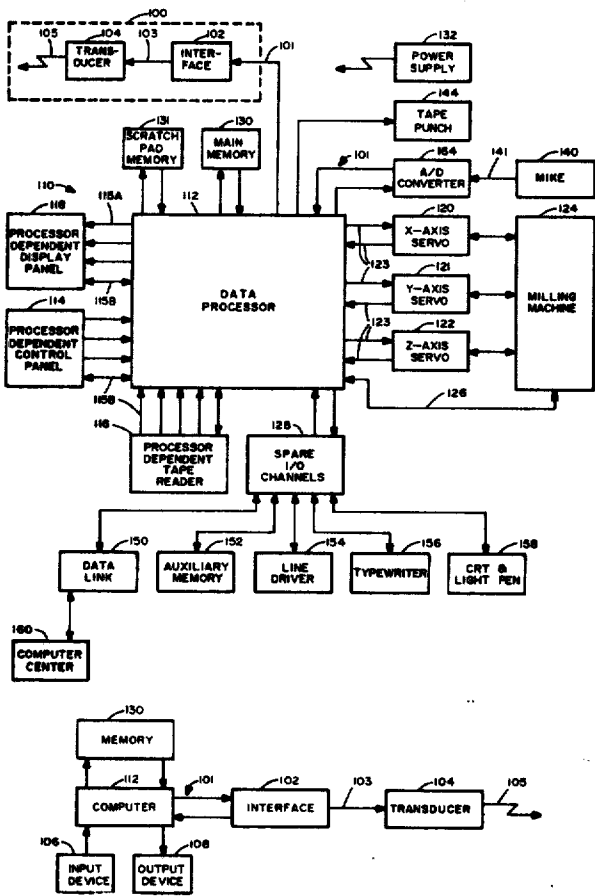 100
105
104
103
102
101
TRANS-
DUCER
INTER-
FACE
132
POWER
SUPPLY
144
TAPE
PUNCH
131
SCRATCH
PAD
MEMORY
130
MAIN
MEMORY
101
164
A/D
CONVERTER
141
140
MIKE
110
118
115A
112
PROCESSOR
DEPENDENT
DISPLAY
PANEL
115B
114
PROCESSOR
DEPENDENT
CONTROL
PANEL
115B
DATA
PROCESSOR
123
123
120
X-AXIS
SERVO
121
Y-AXIS
SERVO
122
Z-AXIS
SERVO
124
MILLING
MACHINE
126
115B
116
PROCESSOR
DEPENDENT
TAPE
READER
128
SPARE
I/O
CHANNELS
150
DATA
LINK
152
AUXILIARY
MEMORY
154
LINE
DRIVER
156
TYPEWRITER
158
CRT &
LIGHT PEN
160
COMPUTER
CENTER
130
MEMORY
112
COMPUTER
101
102
INTERFACE
103
104
TRANSDUCER
105
106
INPUT
DEVICE
108
OUTPUT
DEVICE